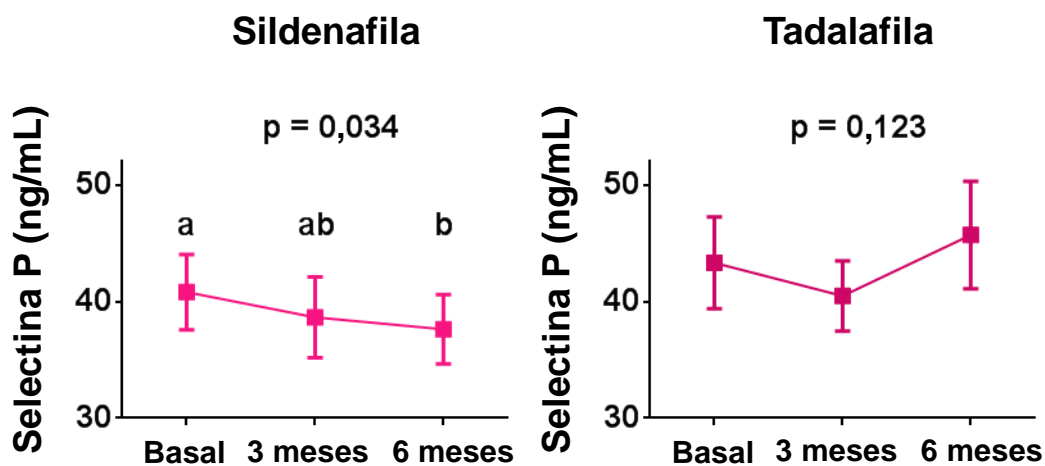 Sildenafila
Selectina P (ng/mL)
p = 0,034
50
40
30
a ab b
Basal 3 meses 6 meses
Tadalafila
Selectina P (ng/mL)
p = 0,123
50
40
30
Basal 3 meses 6 meses